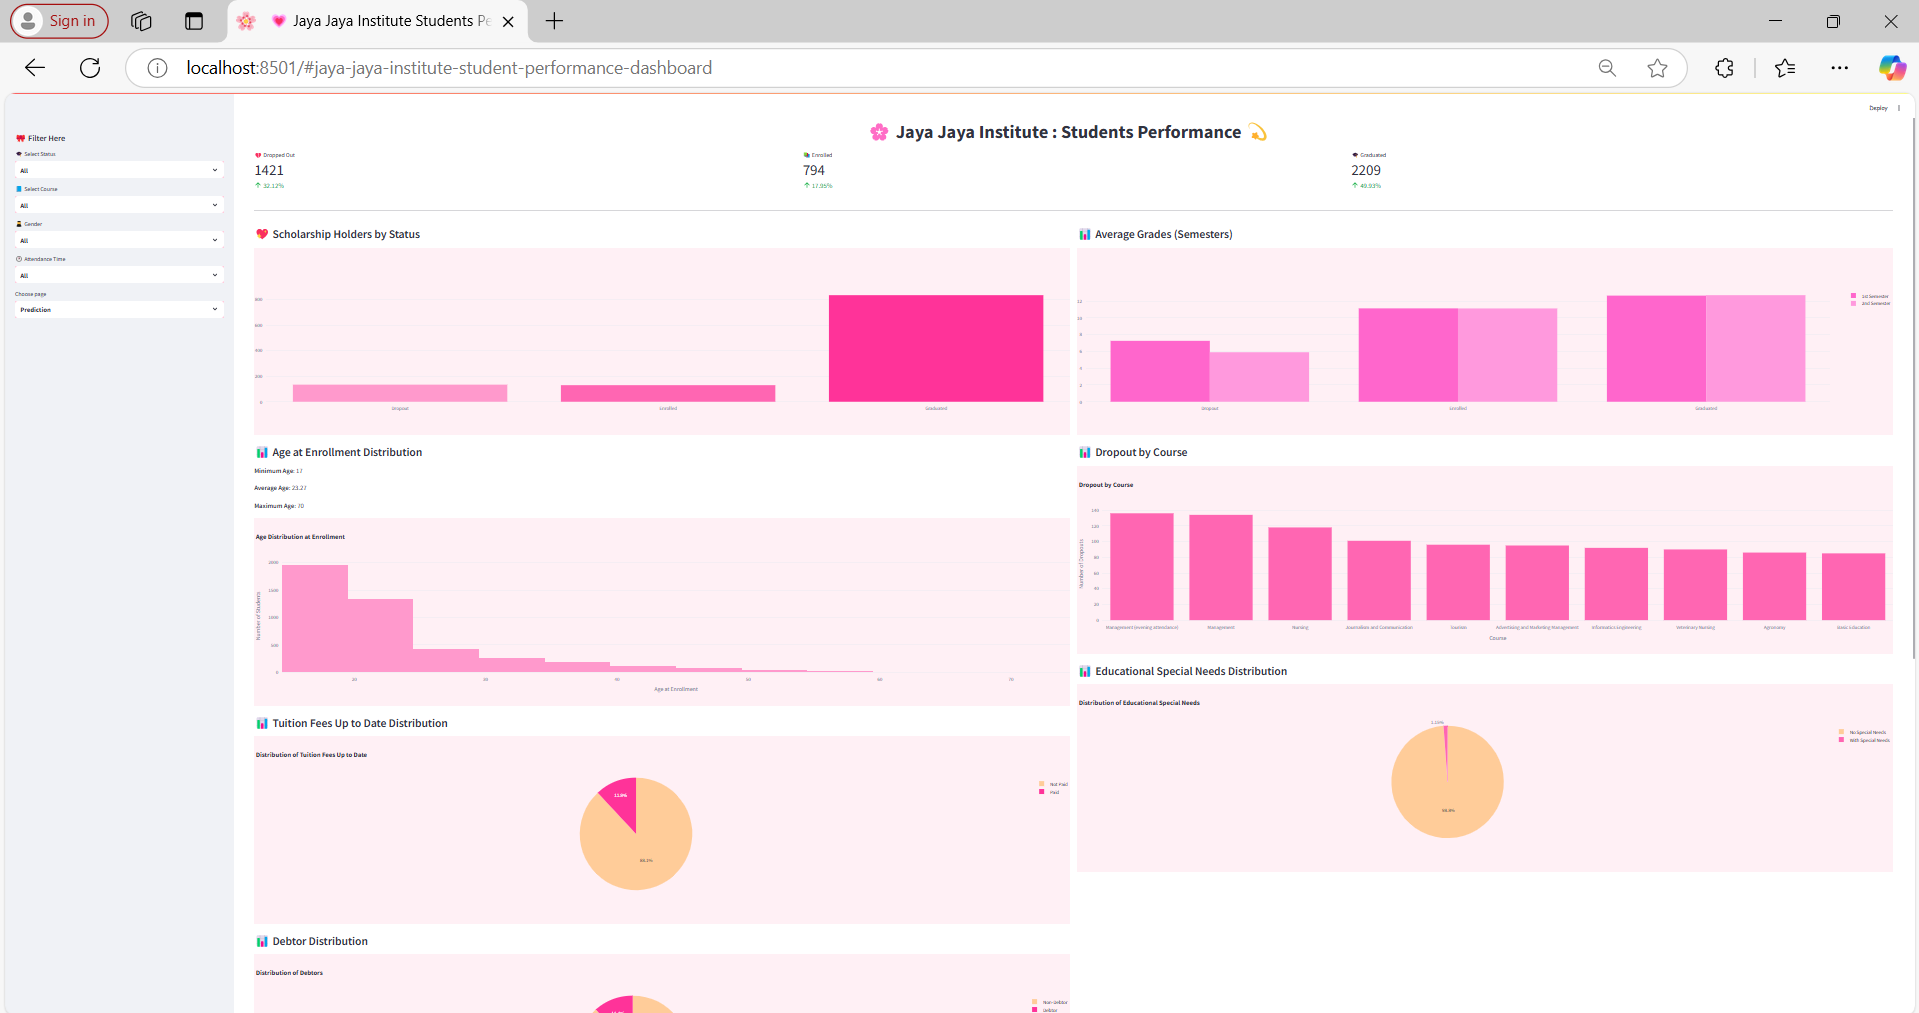 Sign in
Jaya Jaya Institute Students Pe
localhost:8501/#jaya-jaya-institute-student-performance-dashboard
Deploy
Filter Here
Select Status
All
Select Course
All
Gender
All
Attendance Time
All
Choose page
Prediction
Jaya Jaya Institute : Students Performance
Dropped Out
1421
32.12%
Enrolled
794
17.95%
Graduated
2209
49.93%
Scholarship Holders by Status
800
600
400
200
0
Dropout
Enrolled
Graduated
Average Grades (Semesters)
12
10
8
6
4
2
0
Dropout
Enrolled
Graduated
1st Semester
2nd Semester
Age at Enrollment Distribution
Minimum Age: 17
Average Age: 23.27
Maximum Age: 70
Age Distribution at Enrollment
Number of Students
2000
1500
1000
500
0
20
30
40
50
60
70
Age at Enrollment
Dropout by Course
Dropout by Course
Number of Dropouts
140
120
100
80
60
40
20
0
Management (evening attendance)
Management
Nursing
Journalism and Communication
Tourism
Advertising and Marketing Management
Informatics Engineering
Veterinary Nursing
Agronomy
Basic Education
Course
Educational Special Needs Distribution
Distribution of Educational Special Needs
No Special Needs
With Special Needs
Tuition Fees Up to Date Distribution
Distribution of Tuition Fees Up to Date
11.9%
88.1%
Not Paid
Paid
Debtor Distribution
Distribution of Debtors
Non-Debtor
Debtor